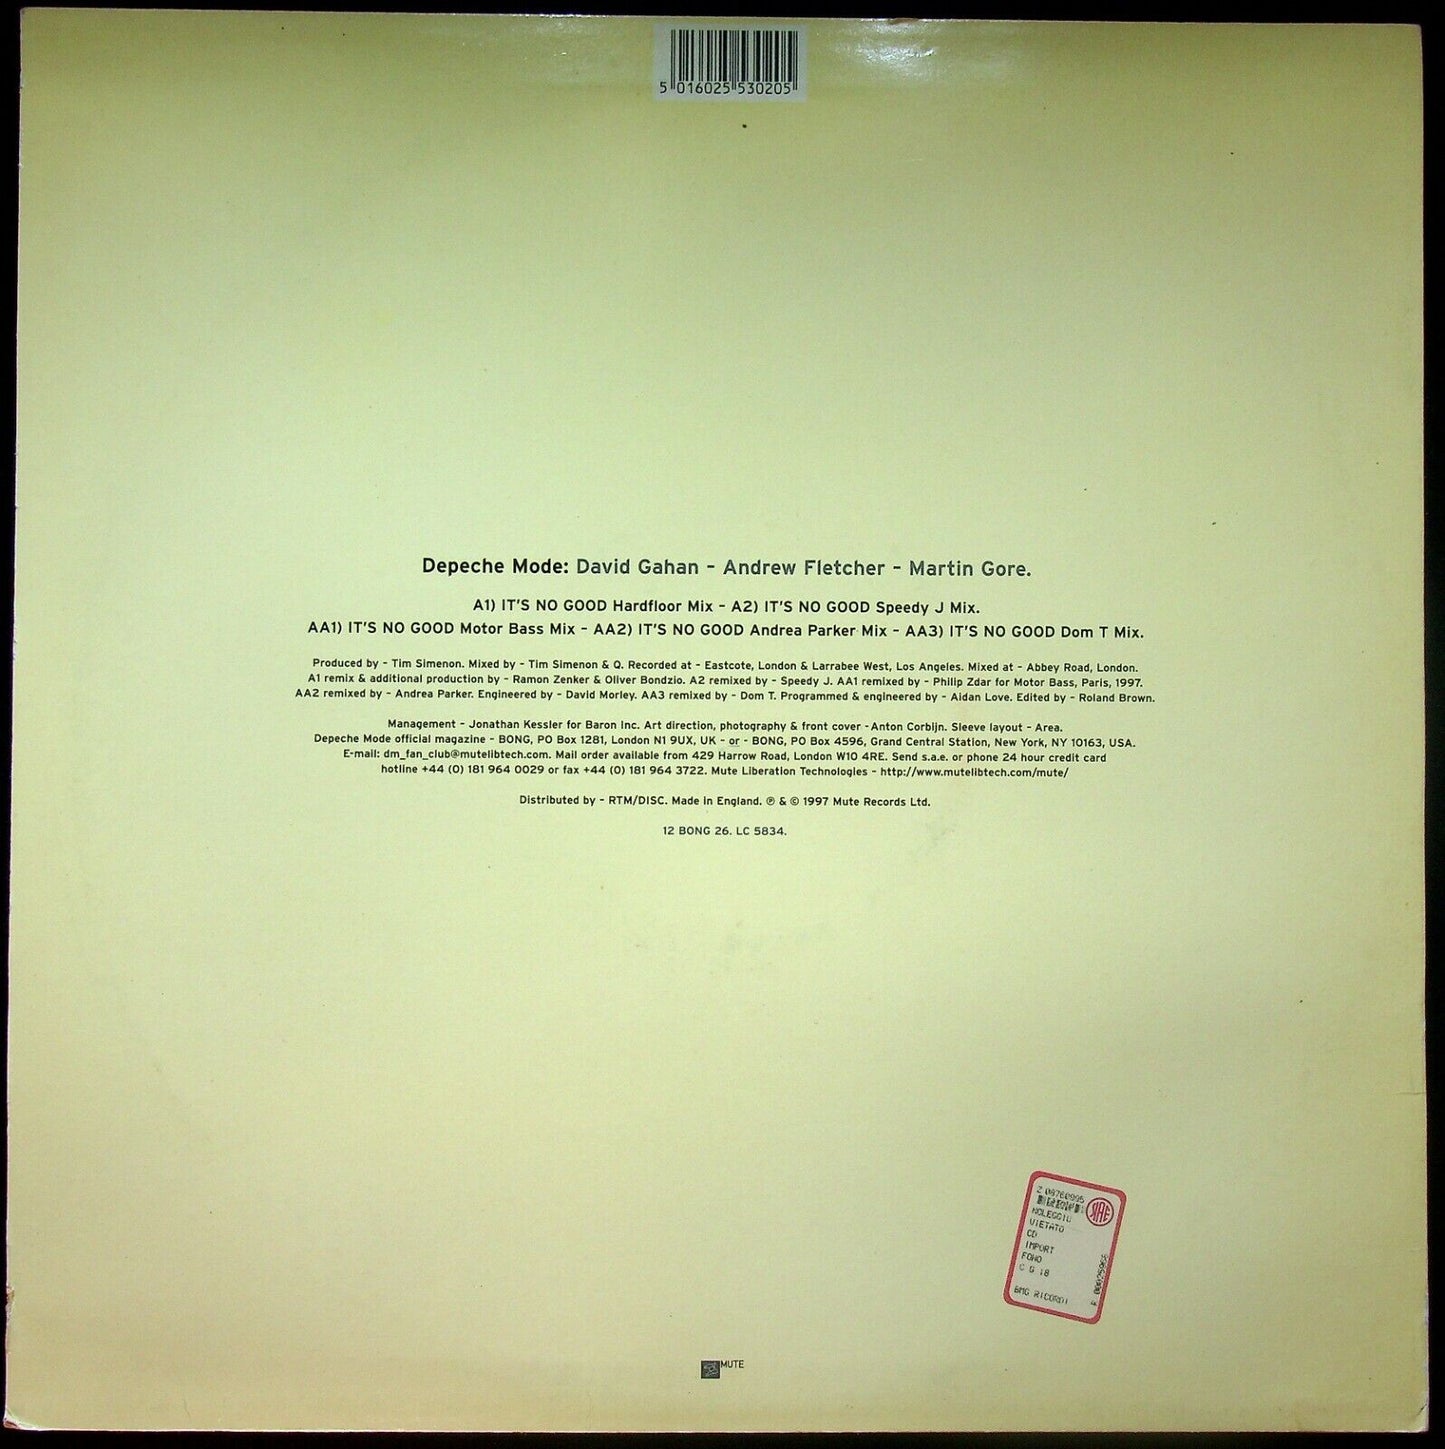 5 016025 530205
Depeche Mode: David Gahan - Andrew Fletcher - Martin Gore.
A1) IT'S NO GOOD Hardfloor Mix - A2) IT'S NO GOOD Speedy J Mix.
AA1) IT'S NO GOOD Motor Bass Mix - AA2) IT'S NO GOOD Andrea Parker Mix - AA3) IT'S NO GOOD Dom T Mix.
Produced by - Tim Simenon. Mixed by - Tim Simenon & Q. Recorded at - Eastcote, London & Larrabee West, Los Angeles. Mixed at - Abbey Road, London.
A1 remix & additional production by - Ramon Zenker & Oliver Bondzio. A2 remixed by - Speedy J. AA1 remixed by - Philip Zdar for Motor Bass, Paris, 1997.
AA2 remixed by - Andrea Parker. Engineered by - David Morley. AA3 remixed by - Dom T. Programmed & engineered by - Aidan Love. Edited by - Roland Brown.
Management - Jonathan Kessler for Baron Inc. Art direction, photography & front cover - Anton Corbijn. Sleeve layout - Area.
Depeche Mode official magazine - BONG, PO Box 1281, London N1 9UX, UK - or - BONG, PO Box 4596, Grand Central Station, New York, NY 10163, USA.
E-mail: dm_fan_club@mutelibtech.com. Mail order available from 429 Harrow Road, London W10 4RE. Send s.a.e. or phone 24 hour credit card
hotline +44 (0) 181 964 0029 or fax +44 (0) 181 964 3722. Mute Liberation Technologies - http://www.mutelibtech.com/mute/
Distributed by - RTM/DISC. Made in England. ℗ & © 1997 Mute Records Ltd.
12 BONG 26. LC 5834.
NOLEGGIO
VIETATO
CD
IMPORT
FONO
BMG RICORDI
MUTE